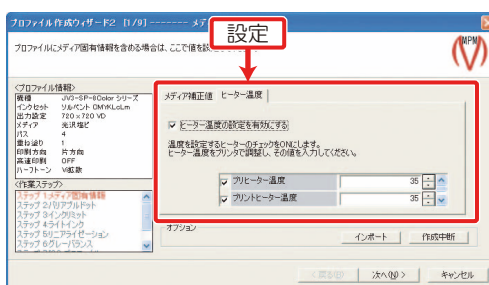 プロファイル作成ウィザード2 [1/9] ------- メデ
設定
プロファイルにメディア固有情報を含める場合は、ここで値を設
MPM
<プロファイル情報>
機種 JV3-SP-8Color シリーズ
インクセット ソルベント CMYKLcLm
出力設定 720 x 720 VD
メディア 光沢塩ビ
パス 4
重ね塗り 1
印刷方向 片方向
高速印刷 OFF
ハーフトーン V拡散
<作業ステップ>
ステップ 1:メディア固有情報
ステップ 2:バリアブルドット
ステップ 3:インクリミット
ステップ 4:ライトインク
ステップ 5:リニアライゼーション
ステップ 6:グレーバランス
メディア補正値 ヒーター温度
ヒーター温度の設定を有効にする
温度を設定するヒーターのチェックをONにします。
ヒーター温度をプリンタで調整し、その値を入力してください。
プリヒーター温度 35
プリントヒーター温度 35
オプション
インポート 作成中断
< 戻る(B) 次へ(N) > キャンセル